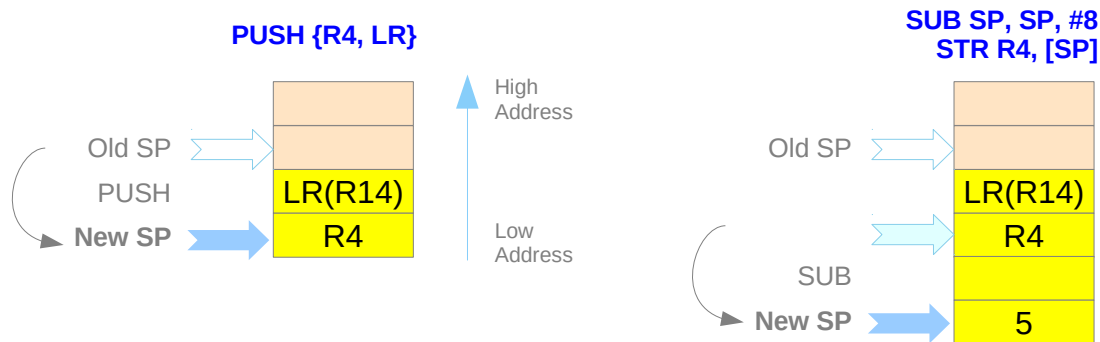 PUSH {R4, LR}
High
Address
Old SP
PUSH
LR(R14)
New SP
R4
Low
Address
SUB SP, SP, #8
STR R4, [SP]
Old SP
LR(R14)
R4
SUB
New SP
5